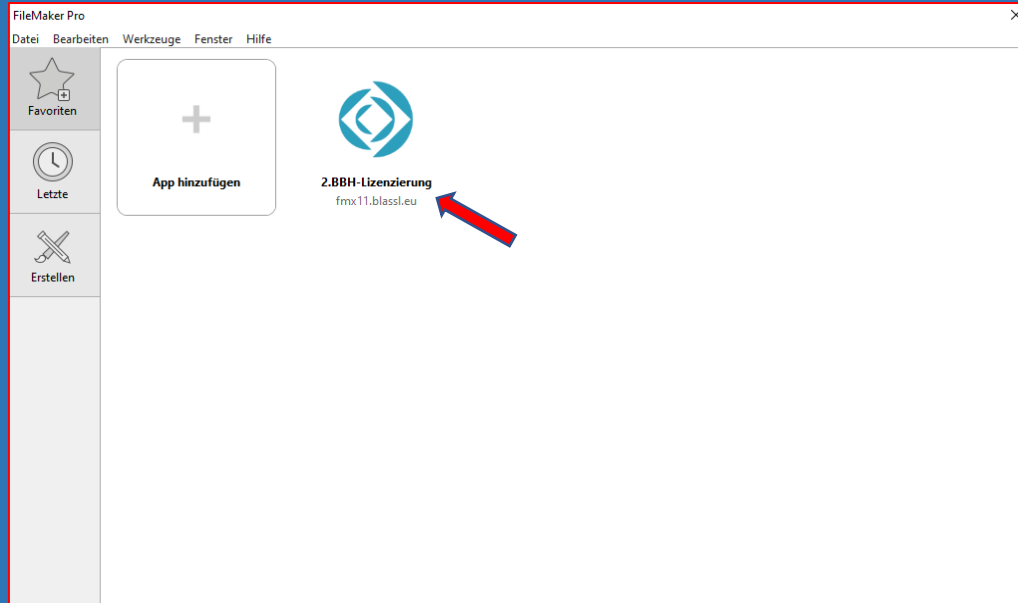 FileMaker Pro
Datei Bearbeiten Werkzeuge Fenster Hilfe
Favoriten
Letzte
Erstellen
App hinzufügen
2.BBH-Lizenzierung
fmx11.blassl.eu